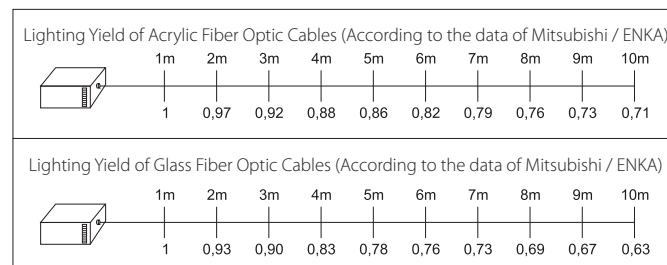 Lighting Yield of Acrylic Fiber Optic Cables (According to the data of Mitsubishi / ENKA)
1m 2m 3m 4m 5m 6m 7m 8m 9m 10m
1 0,97 0,92 0,88 0,86 0,82 0,79 0,76 0,73 0,71
Lighting Yield of Glass Fiber Optic Cables (According to the data of Mitsubishi / ENKA)
1m 2m 3m 4m 5m 6m 7m 8m 9m 10m
1 0,93 0,90 0,83 0,78 0,76 0,73 0,69 0,67 0,63